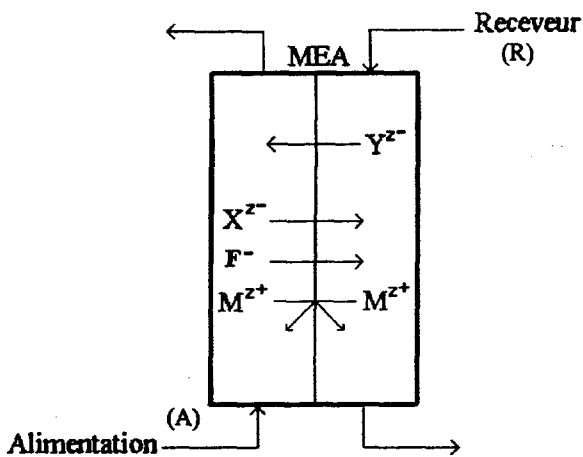 Receveur
(R)
MEA
Y^{z-}
X^{z-}
F^-
M^{z+} M^{z+}
(A)
Alimentation